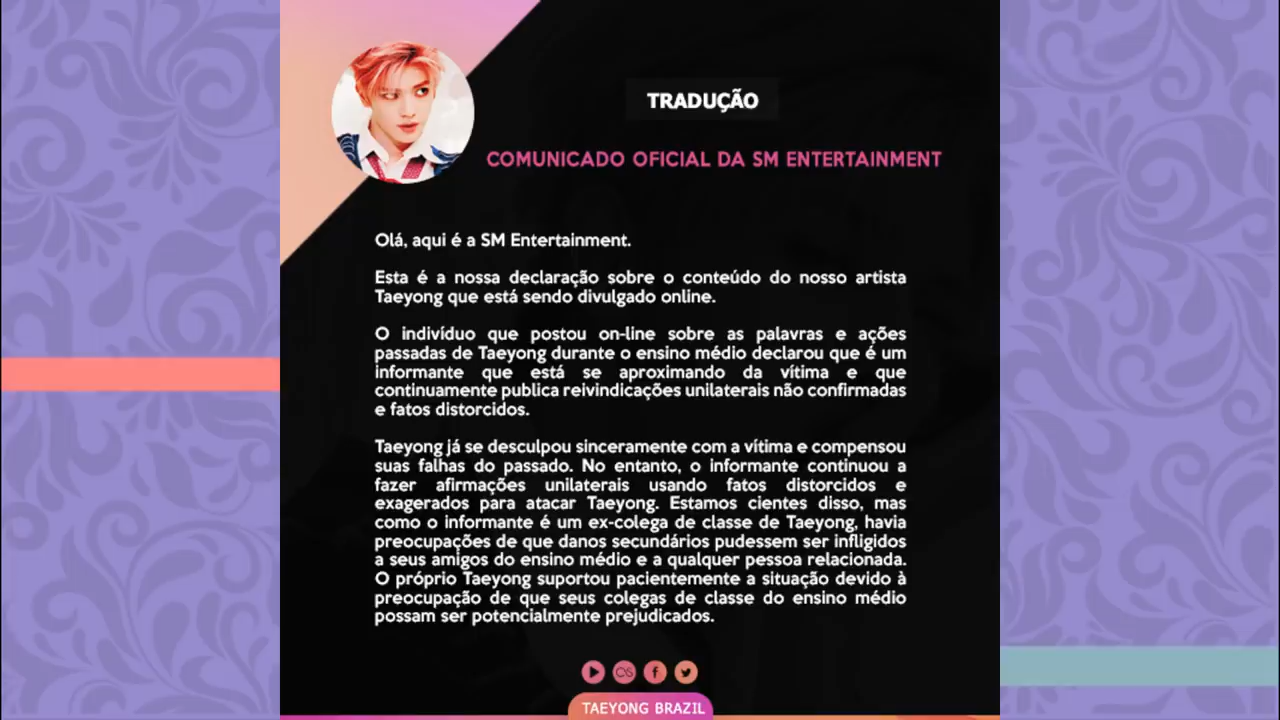 TRADUÇÃO
COMUNICADO OFICIAL DA SM ENTERTAINMENT
Olá, aqui é a SM Entertainment.
Esta é a nossa declaração sobre o conteúdo do nosso artista
Taeyong que está sendo divulgado online.
O indivíduo que postou on-line sobre as palavras e ações
passadas de Taeyong durante o ensino médio declarou que é um
informante que está se aproximando da vítima e que
continuamente publica reivindicações unilaterais não confirmadas
e fatos distorcidos.
Taeyong já se desculpou sinceramente com a vítima e compensou
suas falhas do passado. No entanto, o informante continuou a
fazer afirmações unilaterais usando fatos distorcidos e
exagerados para atacar Taeyong. Estamos cientes disso, mas
como o informante é um ex-colega de classe de Taeyong, havia
preocupações de que danos secundários pudessem ser infligidos
a seus amigos do ensino médio e a qualquer pessoa relacionada.
O próprio Taeyong suportou pacientemente a situação devido à
preocupação de que seus colegas de classe do ensino médio
possam ser potencialmente prejudicados.
TAEYONG BRAZIL